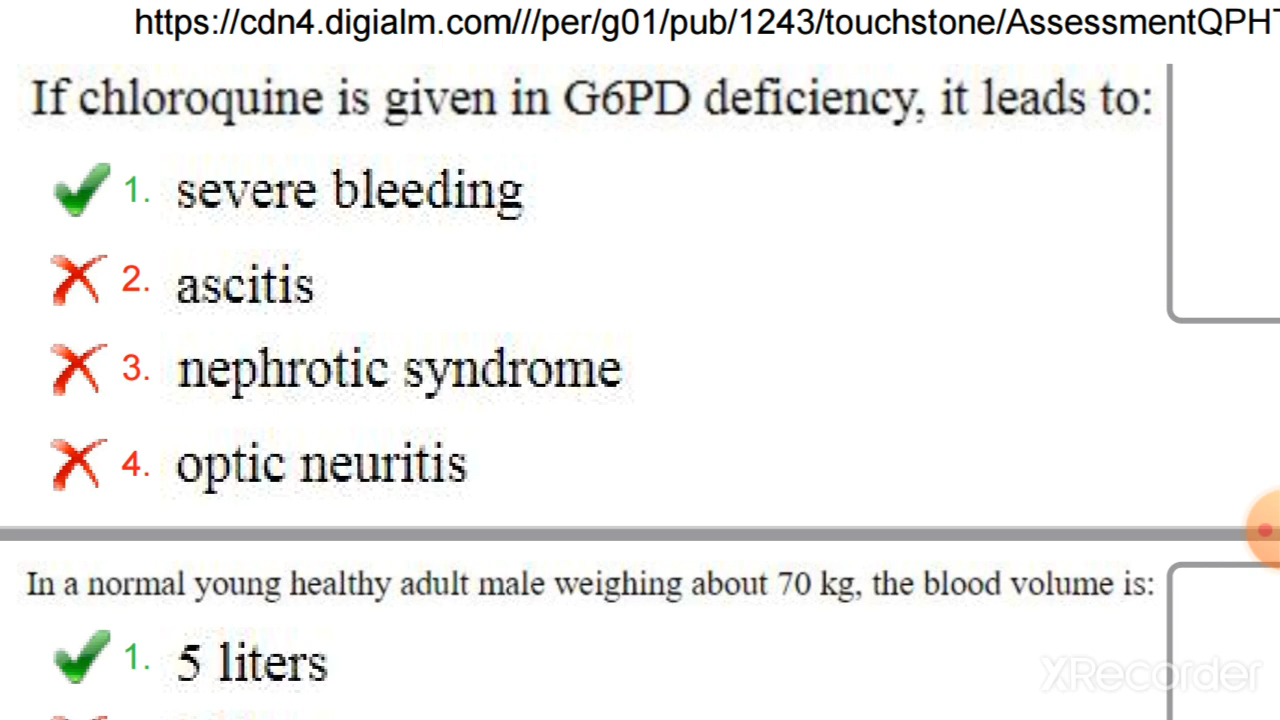 https://cdn4.digialm.com///per/g01/pub/1243/touchstone/AssessmentQPHT
If chloroquine is given in G6PD deficiency, it leads to:
1. severe bleeding
2. ascitis
3. nephrotic syndrome
4. optic neuritis
In a normal young healthy adult male weighing about 70 kg, the blood volume is:
1. 5 liters
XRecorder